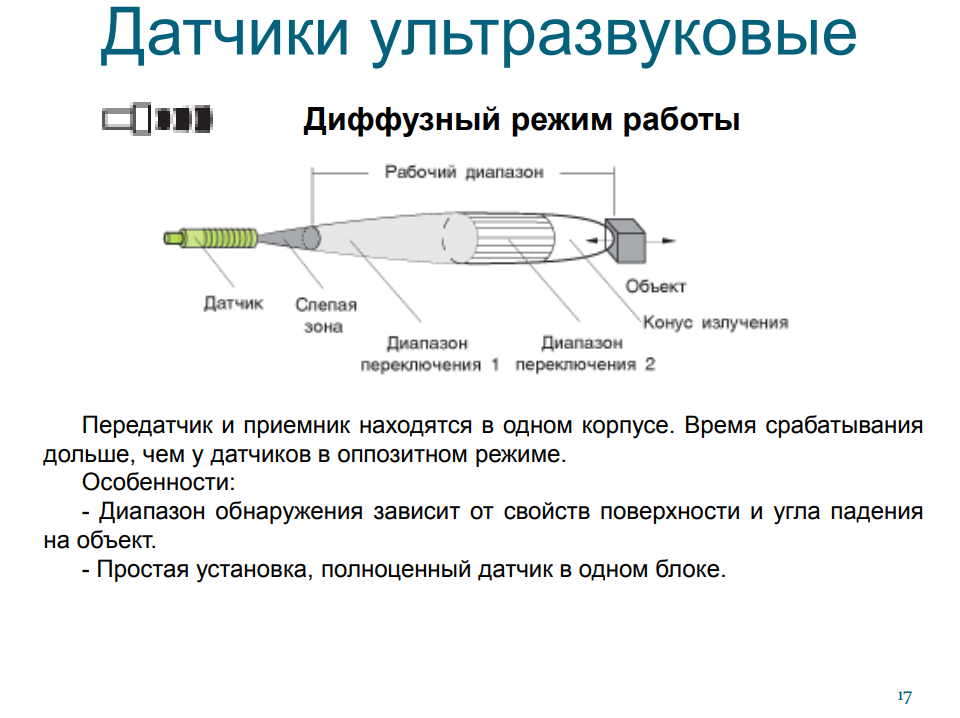 Датчики ультразвуковые
Диффузный режим работы
Рабочий диапазон
Датчик
Слепая
зона
Диапазон
переключения 1
Диапазон
переключения 2
Объект
Конус излучения
Передатчик и приемник находятся в одном корпусе. Время срабатывания
дольше, чем у датчиков в оппозитном режиме.
Особенности:
- Диапазон обнаружения зависит от свойств поверхности и угла падения
на объект.
- Простая установка, полноценный датчик в одном блоке.
17